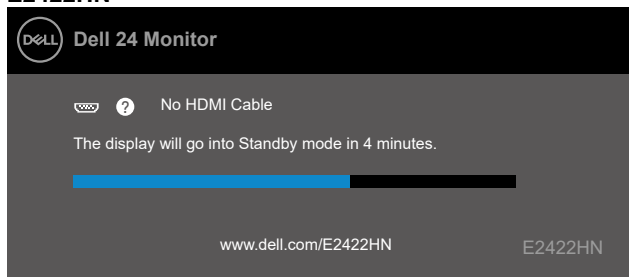 E2422HN
DELL Dell 24 Monitor
? No HDMI Cable
The display will go into Standby mode in 4 minutes.
www.dell.com/E2422HN
E2422HN